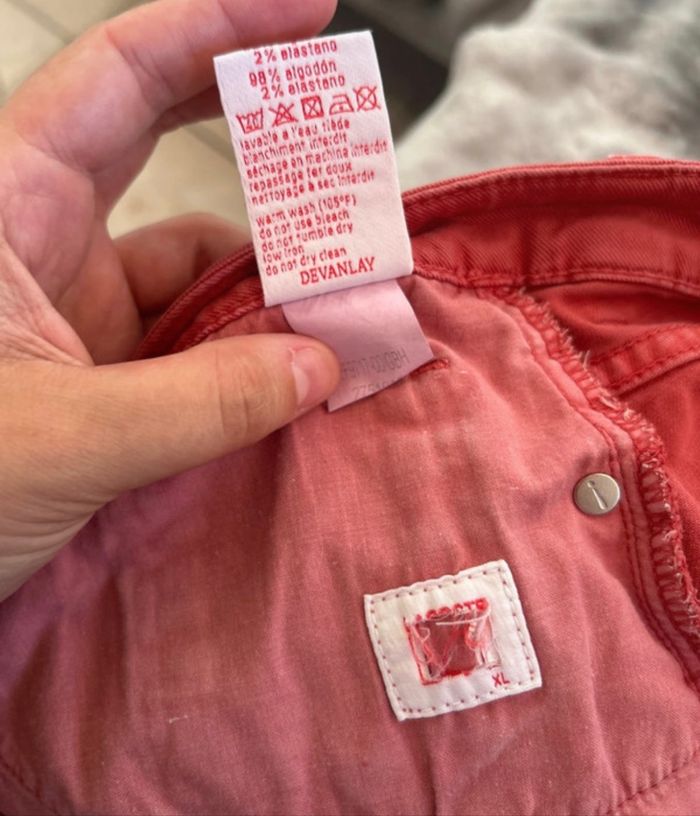 2% elastano
98% algodón
2% elastano
lavable a l'eau tiède
blanchiment interdit
séchage en machina interdit
repassage fer doux
nettoyage à sec interdit
warm wash (105°F)
do not use bleach
do not tumble dry
low iron
do not dry clean
DEVANLAY
XL